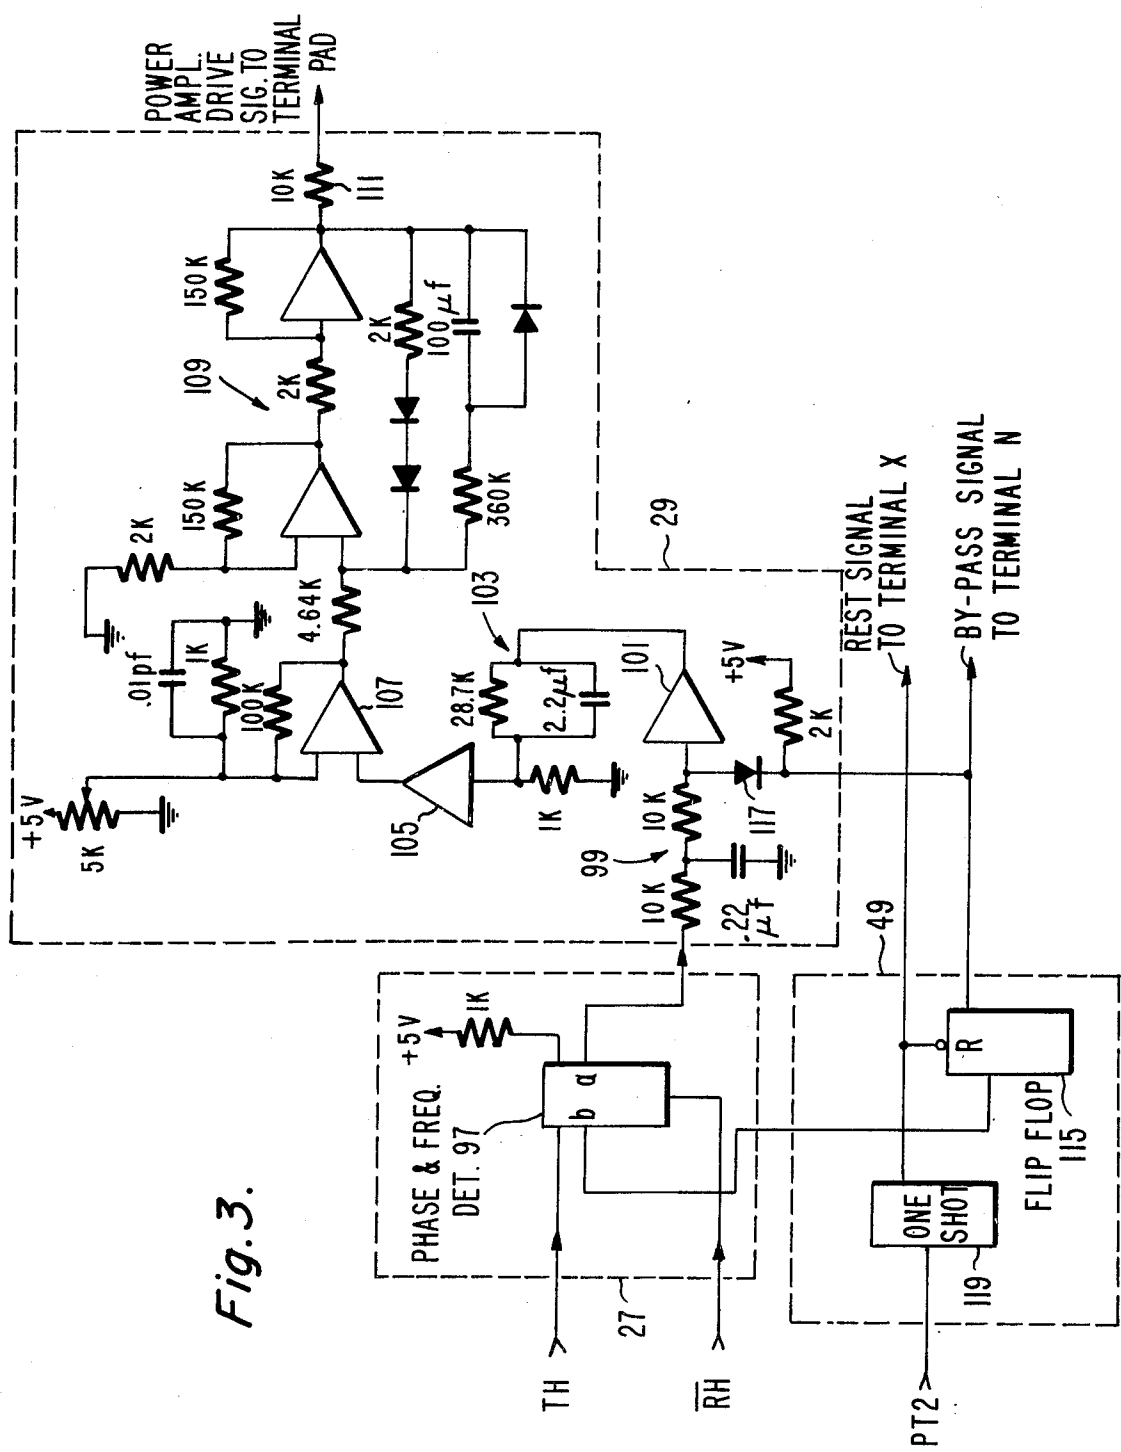 Fig. 3.
TH
RH
PT2
27
PHASE & FREQ.
DET. 97
+5V
1K
b a
ONE
SHOT
119
FLIP FLOP
115
R
49
+5V
5K
.01pf
1K
100K
107
105
1K
103
28.7K
2.2µf
101
99
10K
10K
.22
µf
117
+5V
2K
2K
4.64K
150K
109
2K
150K
360K
2K
100µf
10K
111
29
POWER
AMPL.
DRIVE
SIG. TO
TERMINAL
PAD
REST SIGNAL
TO TERMINAL X
BY-PASS SIGNAL
TO TERMINAL N